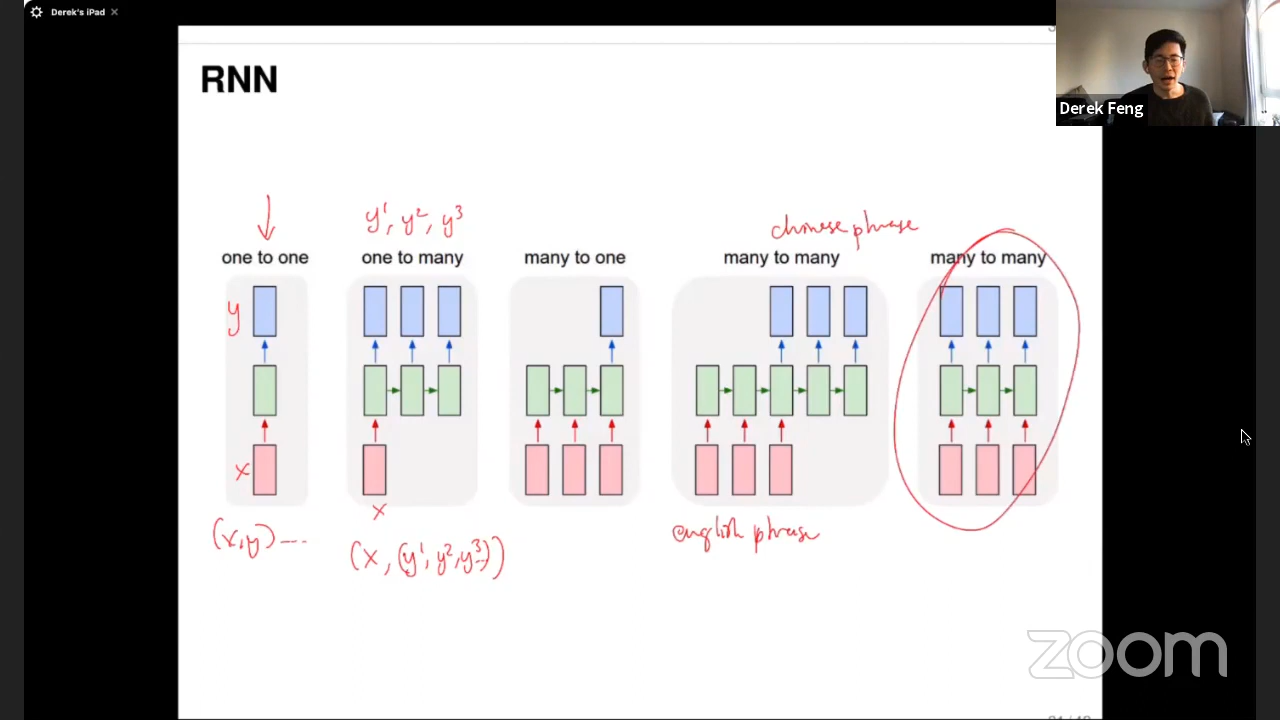 Derek's iPad
Derek Feng
RNN
y¹, y², y³
chinese phrase
one to one
one to many
many to one
many to many
many to many
y
x
x
(x,y)...
(x, (y¹, y², y³...))
english phrase
zoom